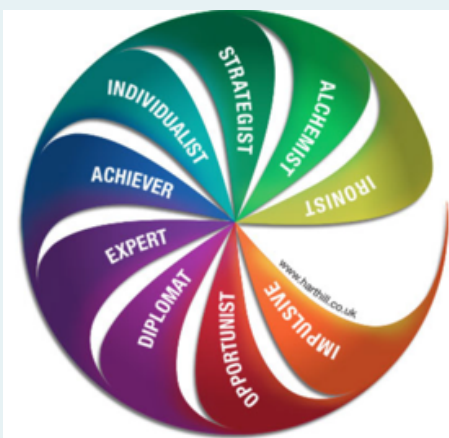 STRATEGIST
ALCHEMIST
IRONIST
www.harthill.co.uk
IMPULSIVE
OPPORTUNIST
DIPLOMAT
EXPERT
ACHIEVER
INDIVIDUALIST